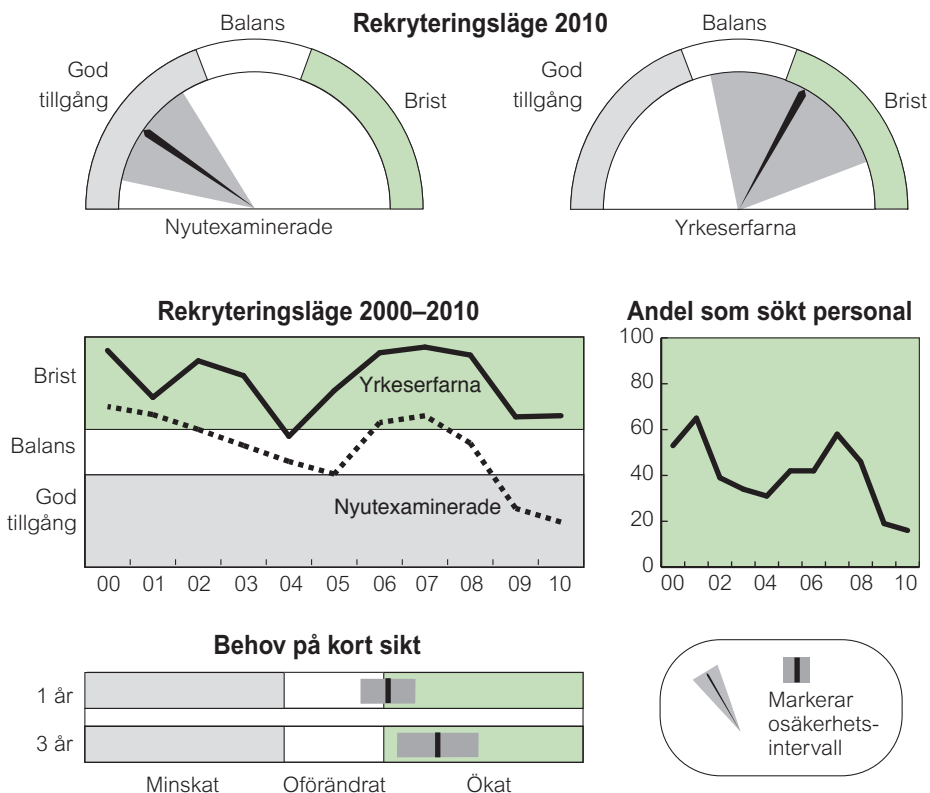 Rekryteringsläge 2010
Balans
God
tillgång
Brist
Nyutexaminerade
Balans
God
tillgång
Brist
Yrkeserfarna
Rekryteringsläge 2000–2010
Brist
Balans
God
tillgång
Yrkeserfarna
Nyutexaminerade
00 01 02 03 04 05 06 07 08 09 10
Andel som sökt personal
100
80
60
40
20
0
00 02 04 06 08 10
Behov på kort sikt
1 år
3 år
Minskat Oförändrat Ökat
Markerar
osäkerhets-
intervall